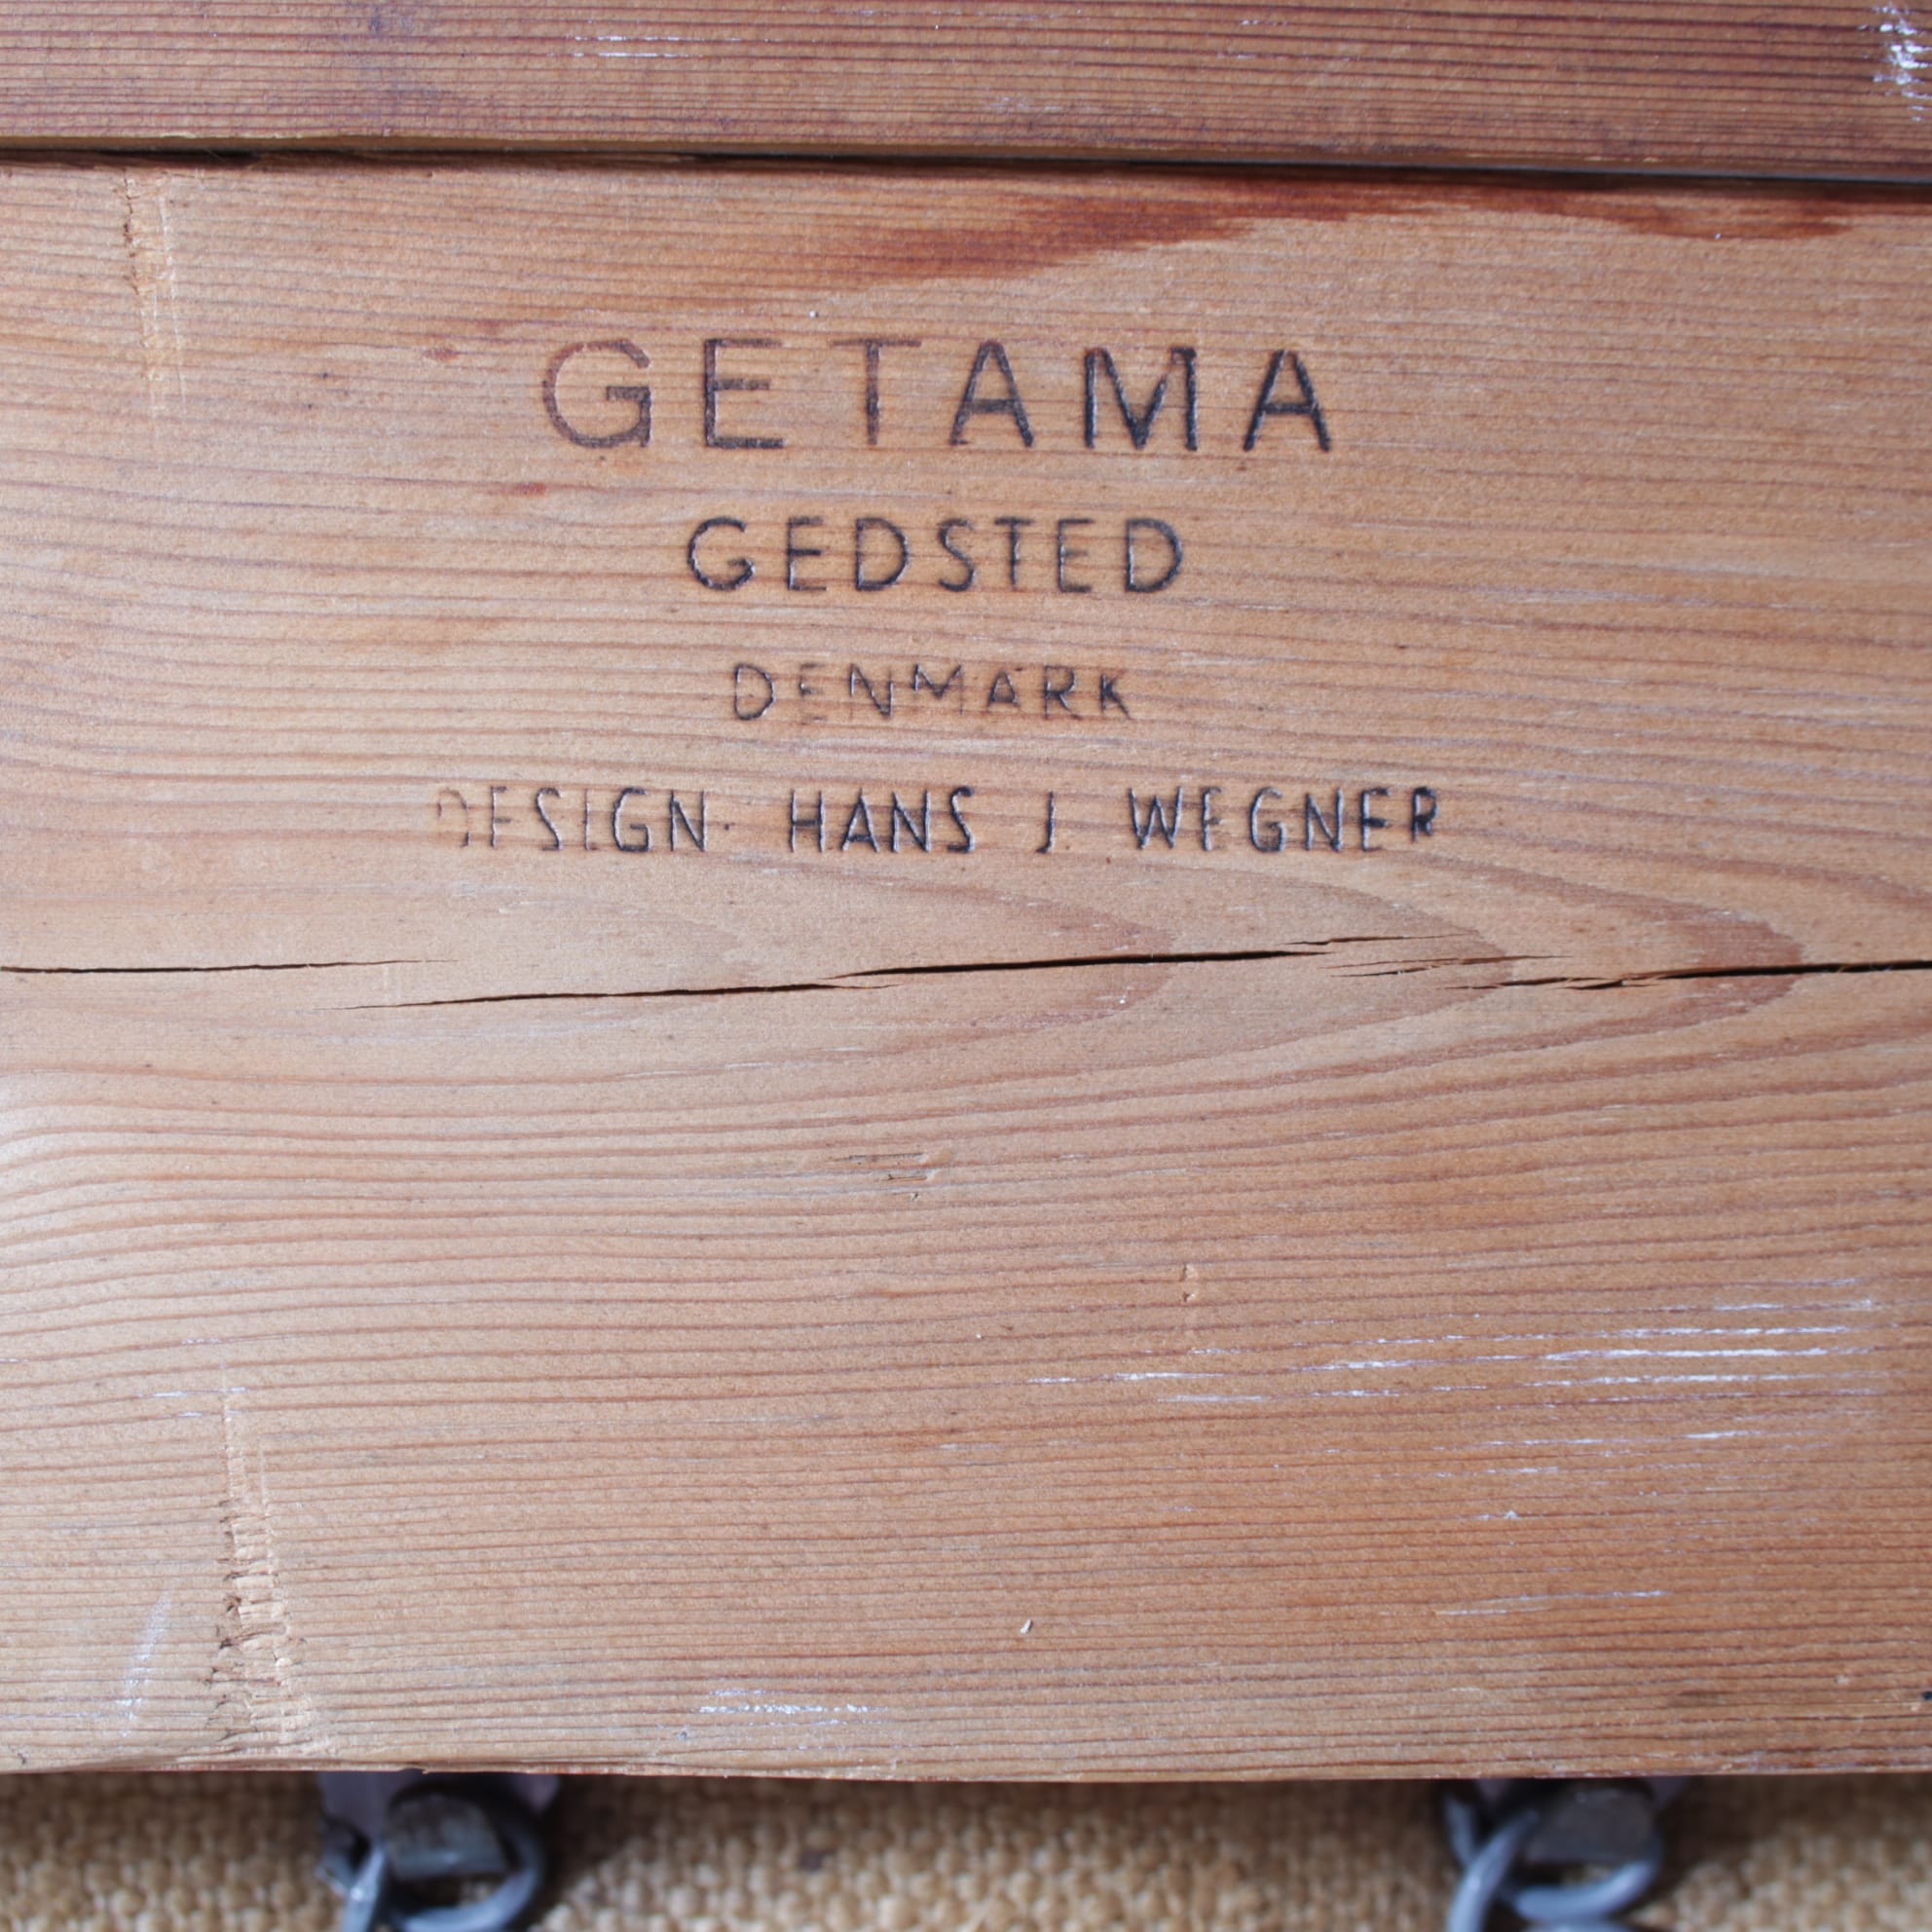 GETAMA
GEDSTED
DENMARK
DESIGN HANS J. WEGNER